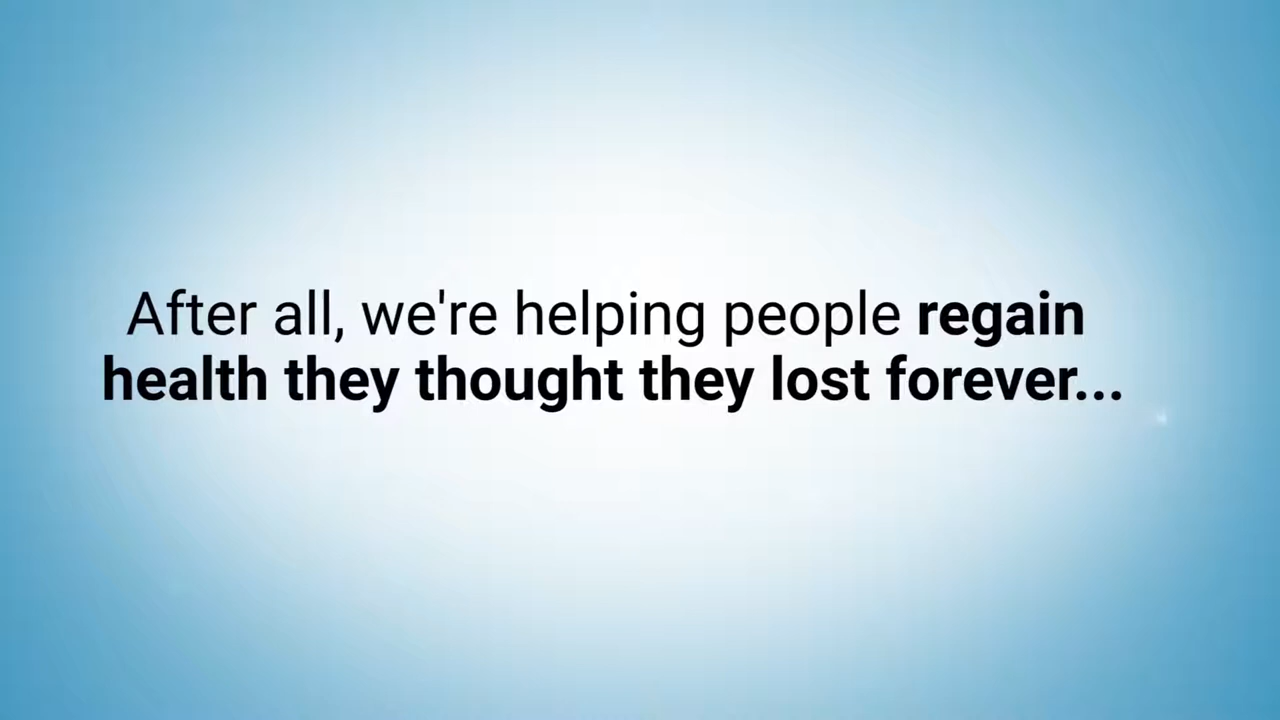 After all, we're helping people regain
health they thought they lost forever...